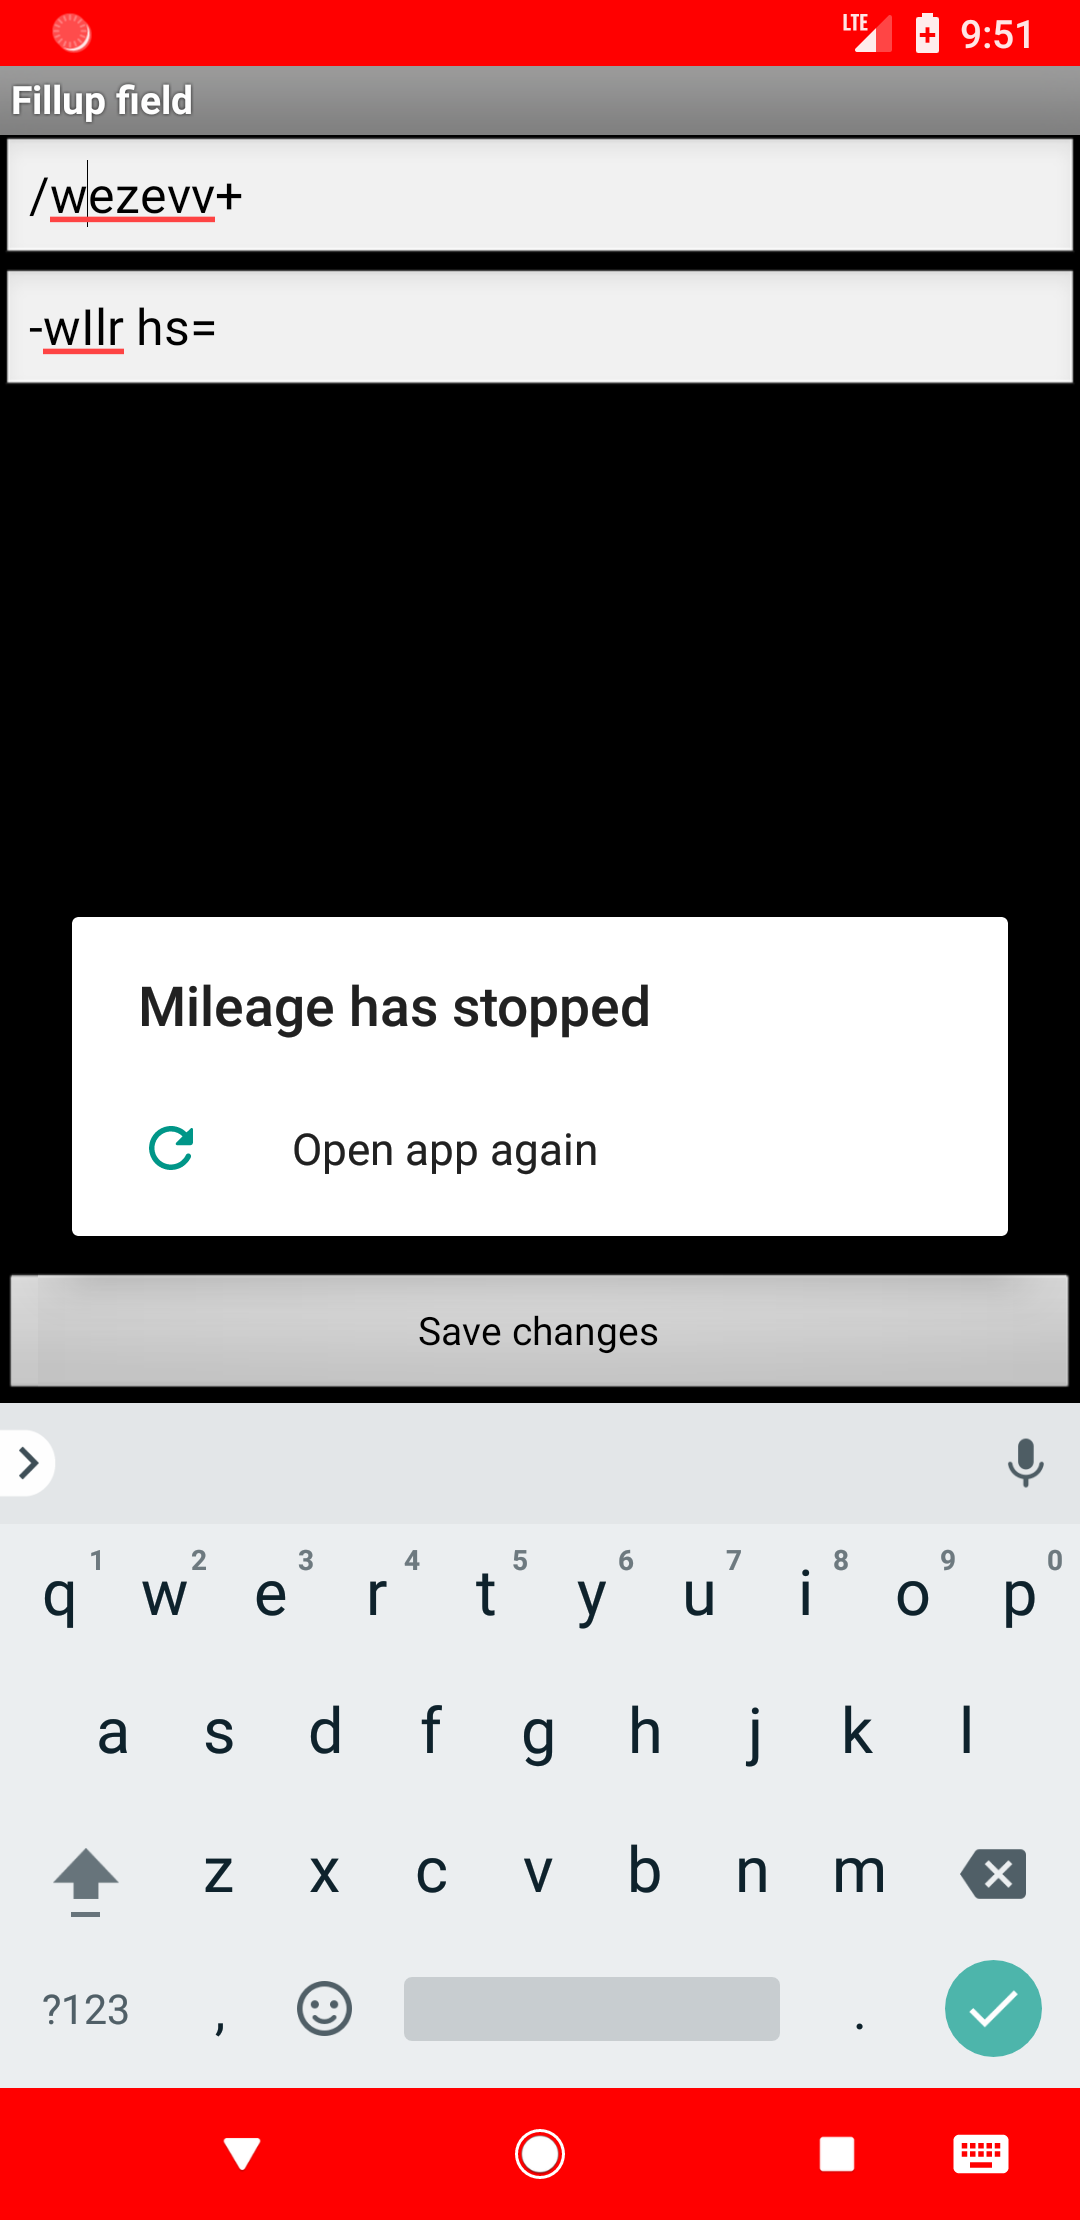 LTE 9:51
Fillup field
/wezevv+
-wIlr hs=
Mileage has stopped
Open app again
Save changes
1 2 3 4 5 6 7 8 9 0
q w e r t y u i o p
a s d f g h j k l
z x c v b n m
?123 , .